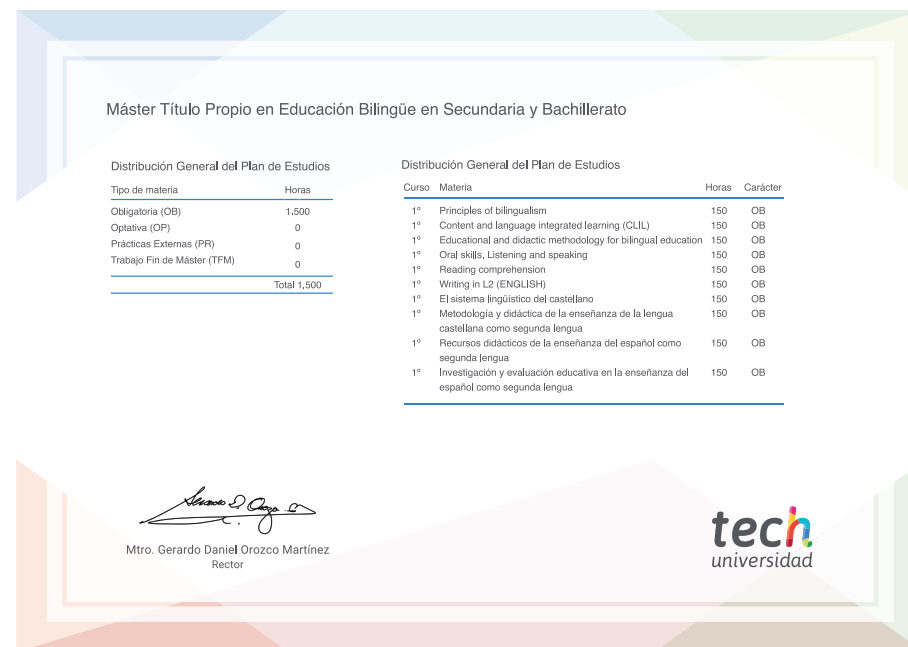 Máster Título Propio en Educación Bilingüe en Secundaria y Bachillerato
Distribución General del Plan de Estudios
Tipo de materia Horas
Obligatoria (OB) 1.500
Optativa (OP) 0
Prácticas Externas (PR) 0
Trabajo Fin de Máster (TFM) 0
Total 1,500
Distribución General del Plan de Estudios
Curso Materia Horas Carácter
1º Principles of bilingualism 150 OB
1º Content and language integrated learning (CLIL) 150 OB
1º Educational and didactic methodology for bilingual education 150 OB
1º Oral skills, Listening and speaking 150 OB
1º Reading comprehension 150 OB
1º Writing in L2 (ENGLISH) 150 OB
1º El sistema lingüístico del castellano 150 OB
1º Metodología y didáctica de la enseñanza de la lengua 150 OB
castellana como segunda lengua
1º Recursos didácticos de la enseñanza del español como 150 OB
segunda lengua
1º Investigación y evaluación educativa en la enseñanza del 150 OB
español como segunda lengua
Mtro. Gerardo Daniel Orozco Martínez
Rector
tech
universidad